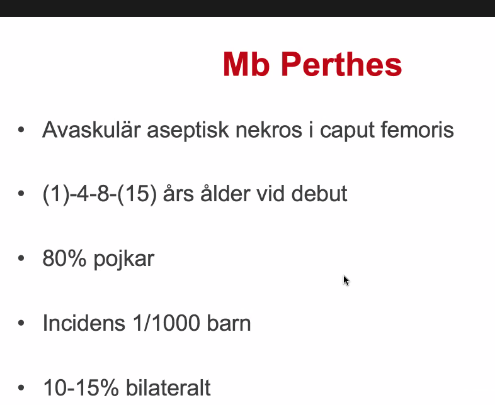 Mb Perthes
• Avaskulär aseptisk nekros i caput femoris
• (1)-4-8-(15) års ålder vid debut
• 80% pojkar
• Incidens 1/1000 barn
• 10-15% bilateralt